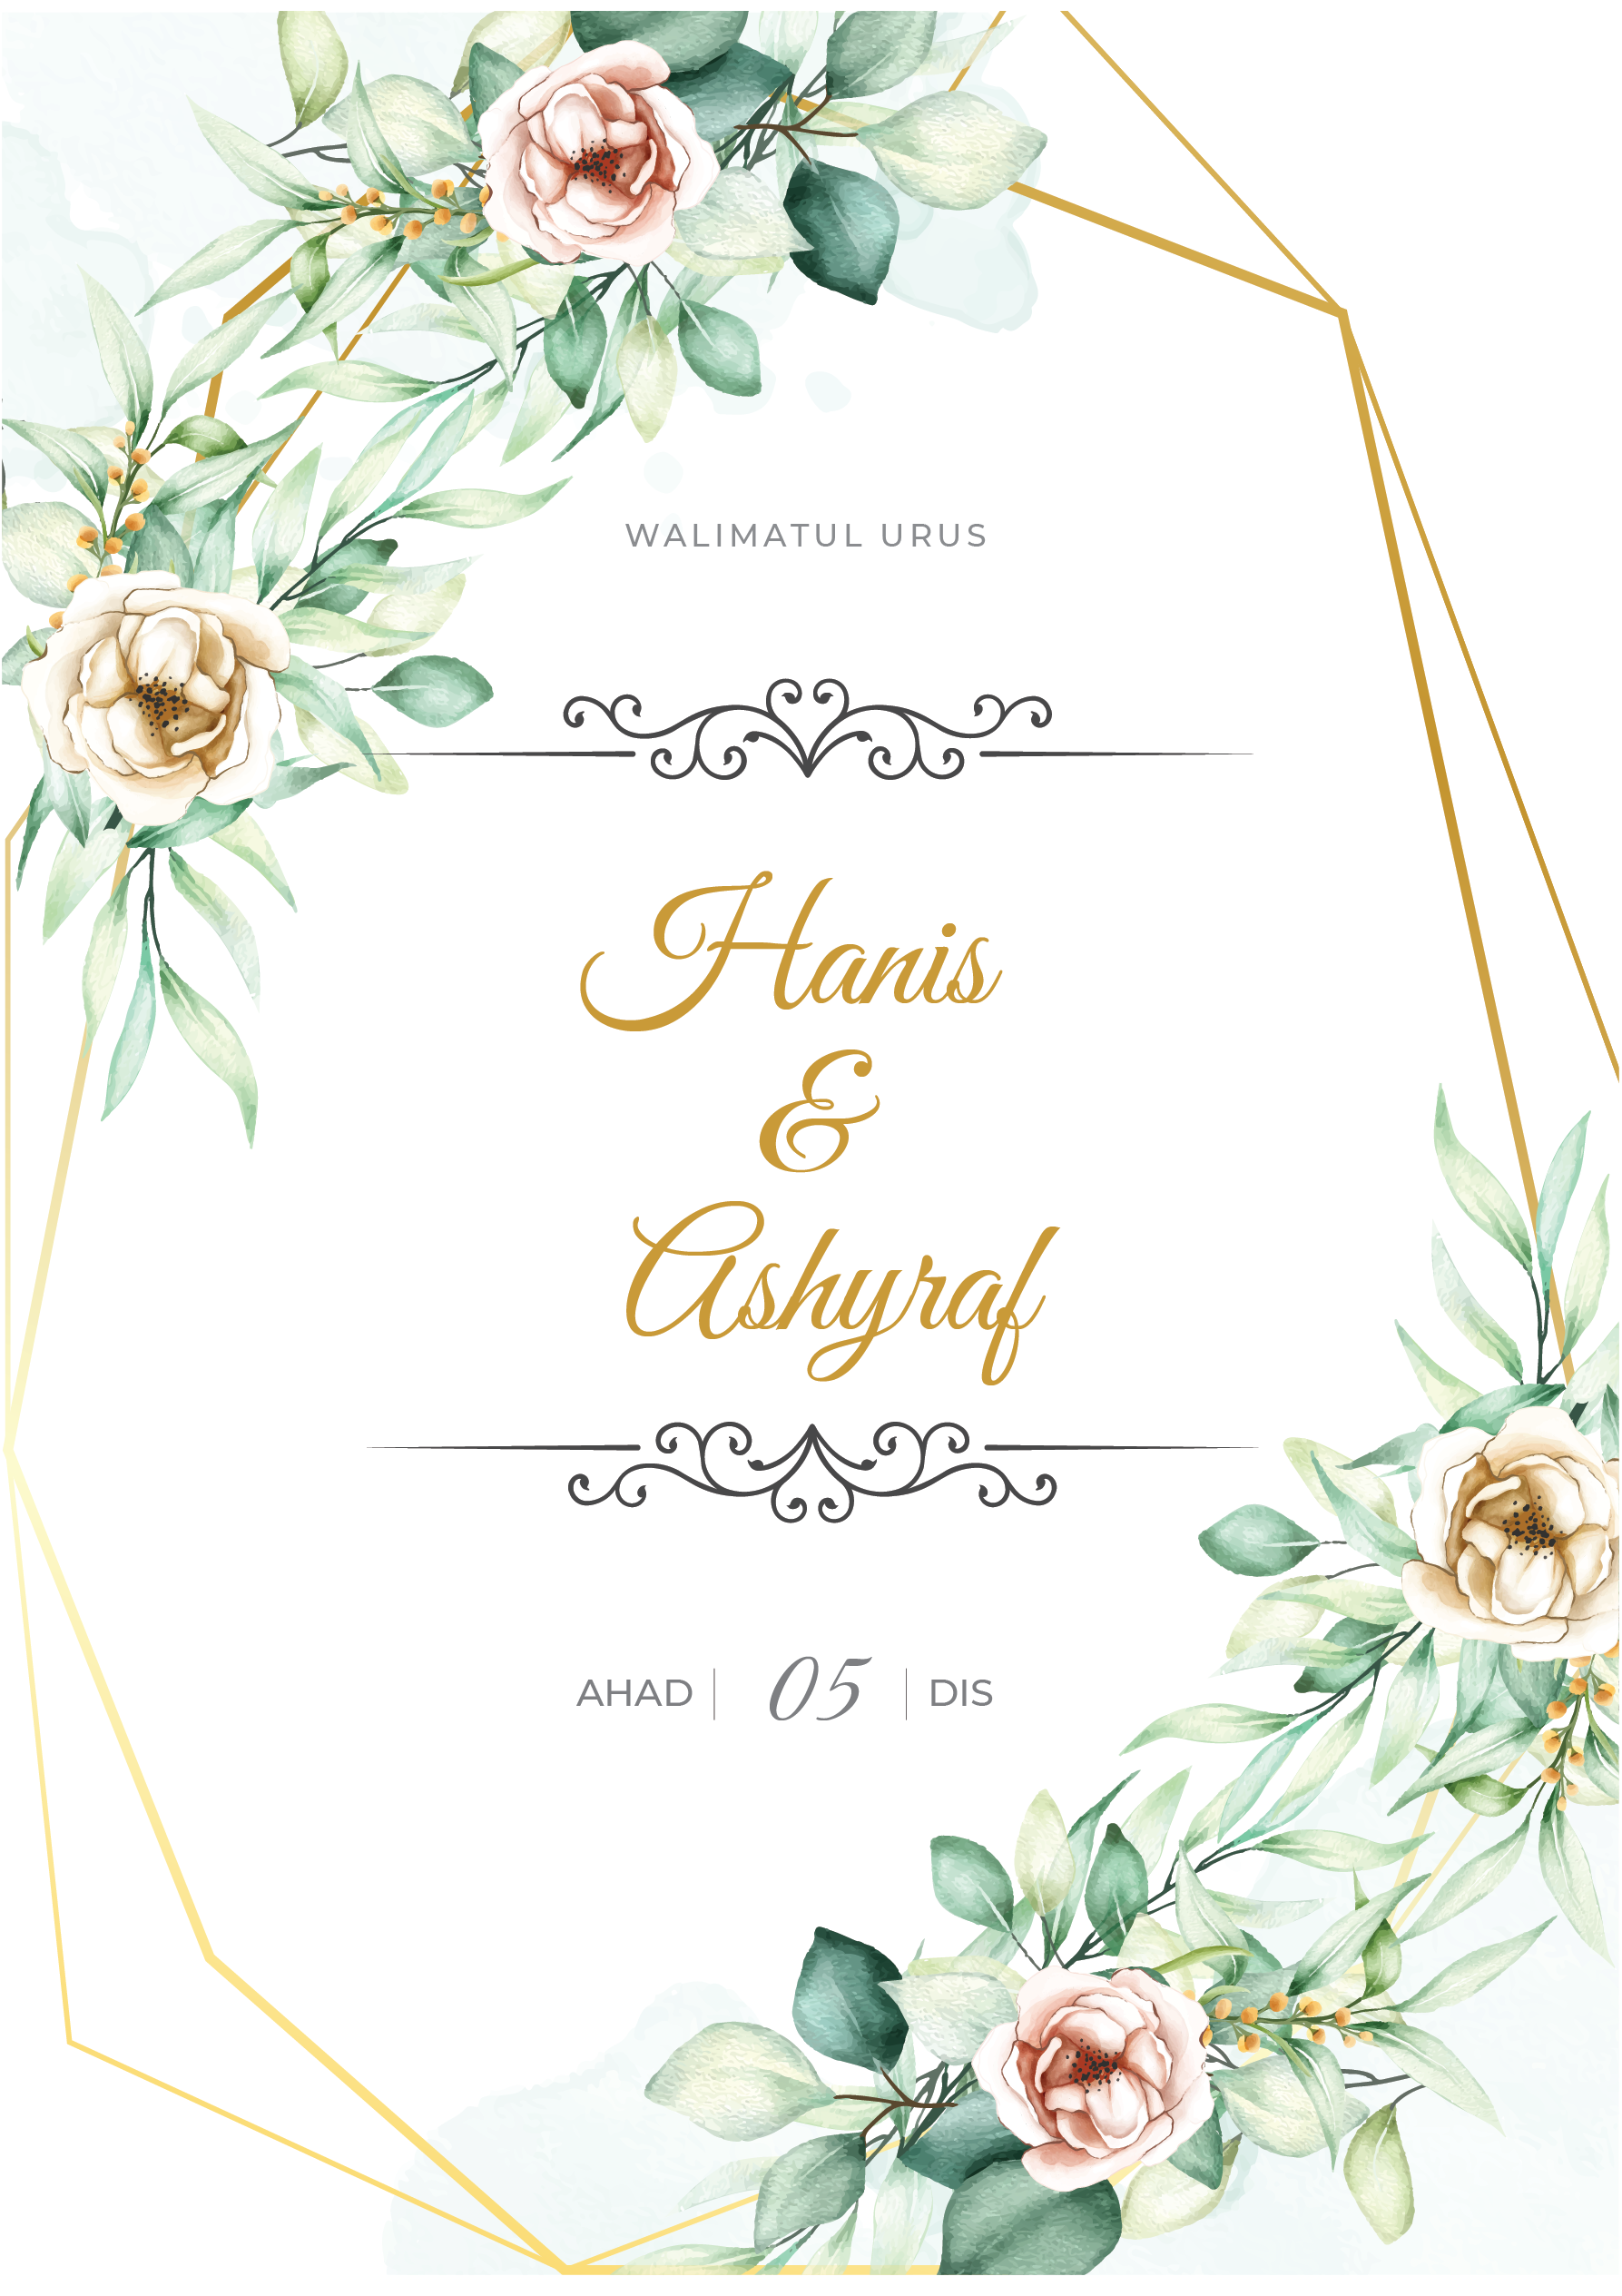 WALIMATUL URUS
Hanis
&
Ashyraf
AHAD | 05 | DIS